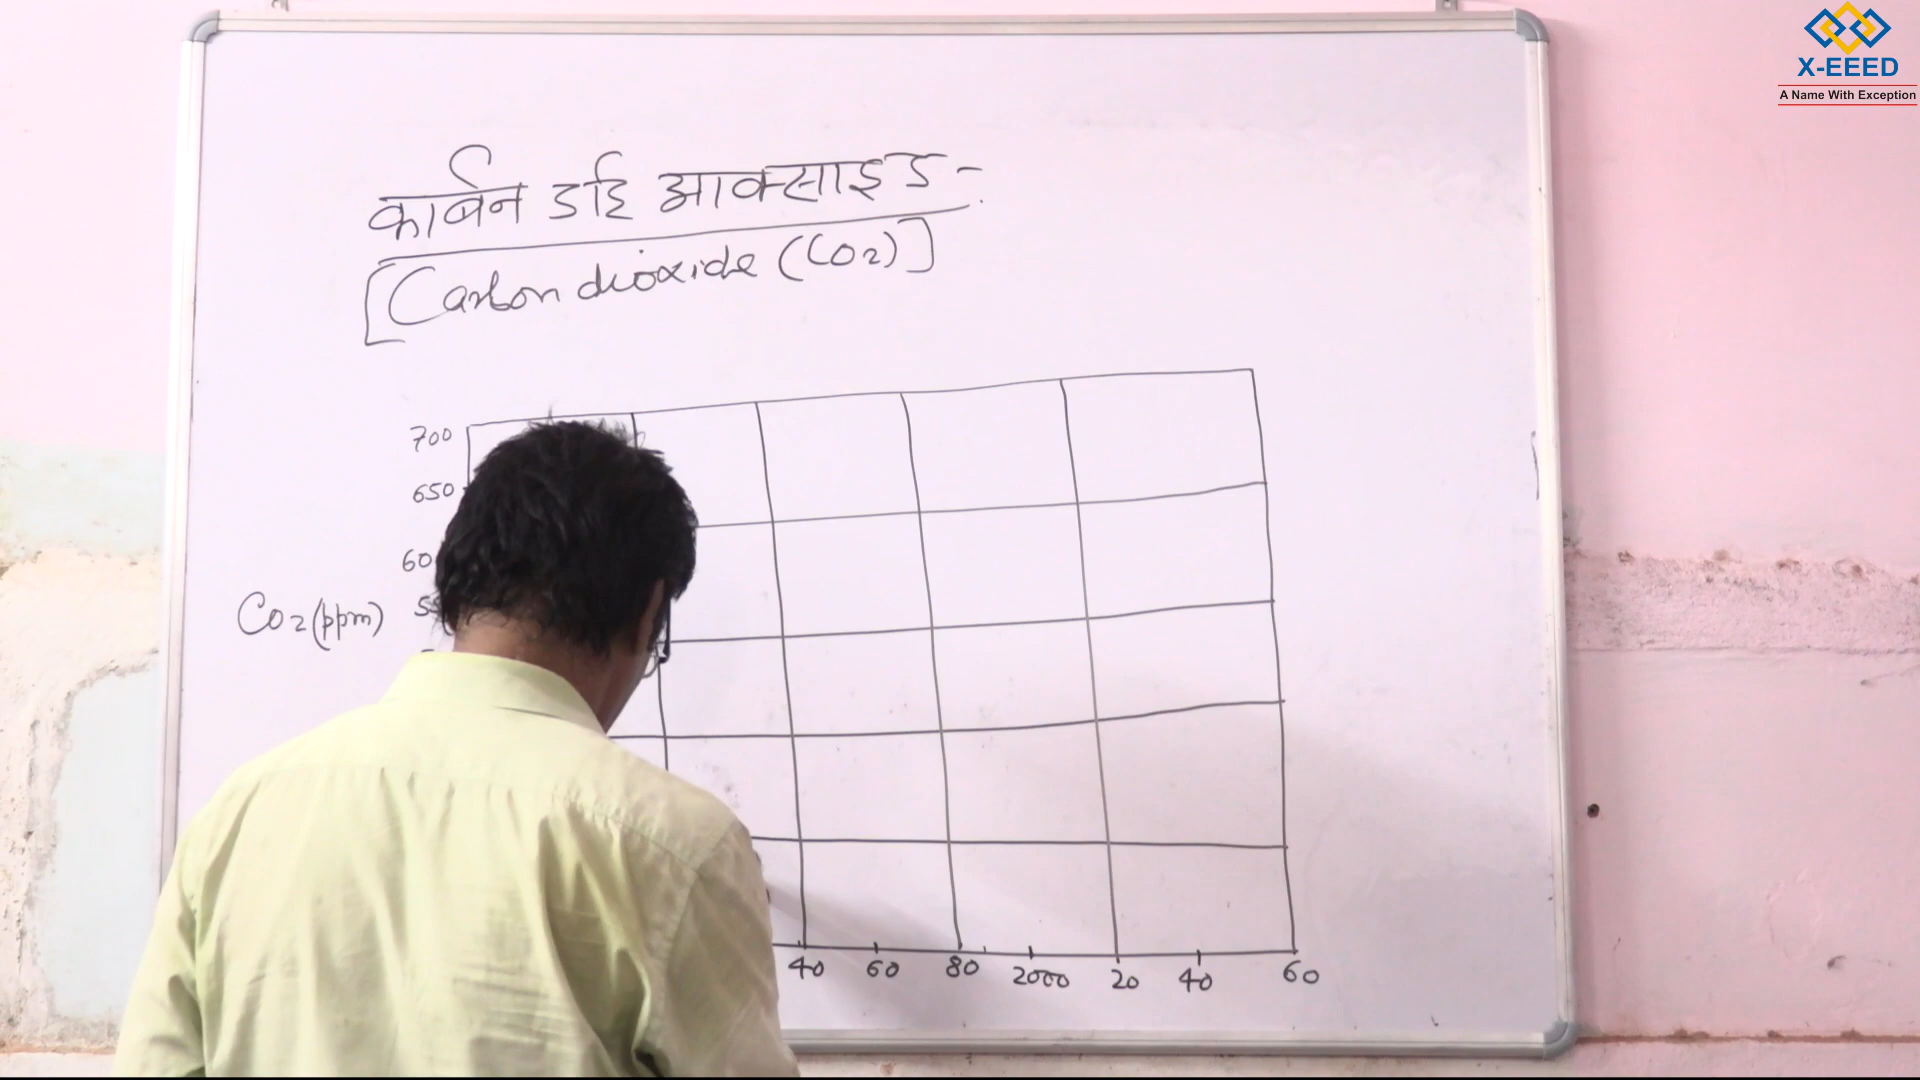 X-EEED
A Name With Exception
कार्बन डाई आक्साइड -
[Carbon dioxide (CO2)]
700
650
60
CO2 (ppm)
40 60 80 2000 20 40 60